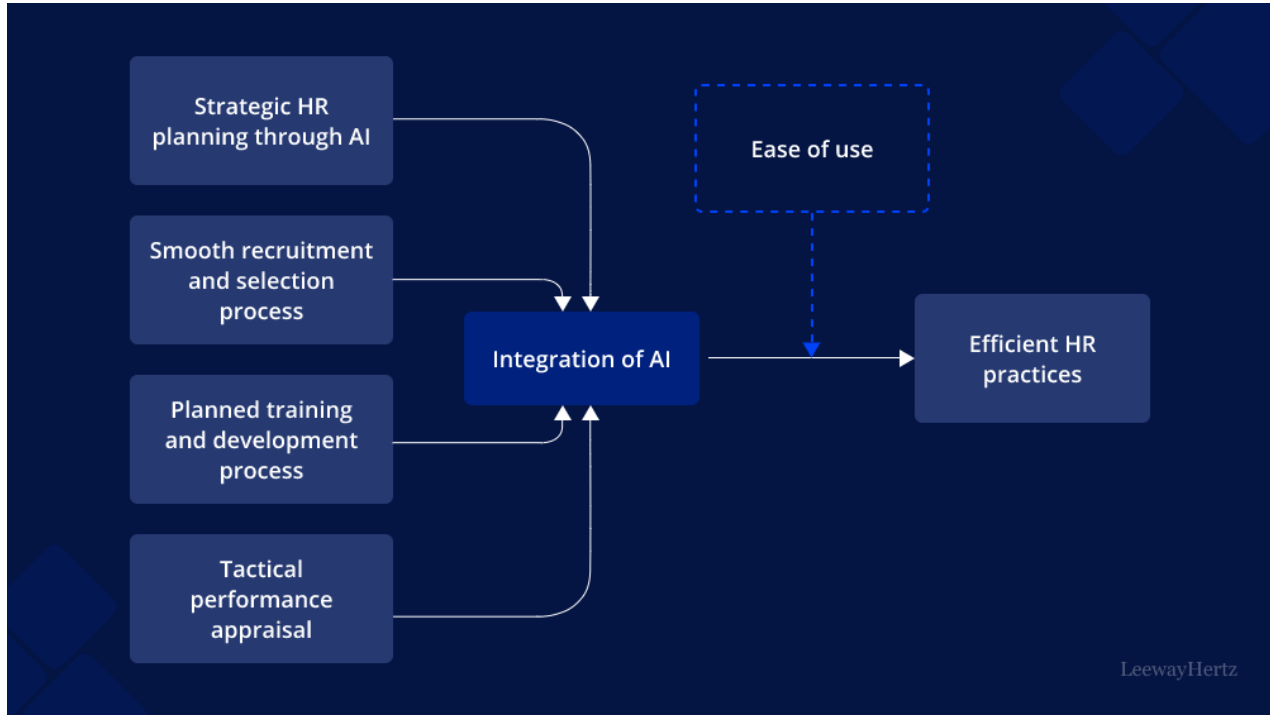 Strategic HR
planning through AI
Smooth recruitment
and selection
process
Planned training
and development
process
Tactical
performance
appraisal
Integration of AI
Ease of use
Efficient HR
practices
LeewayHertz